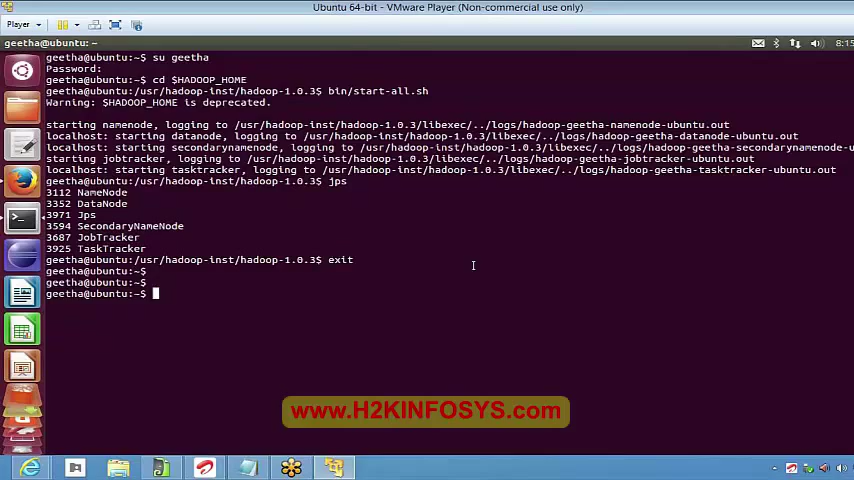 Ubuntu 64-bit - VMware Player (Non-commercial use only)
Player
geetha@ubuntu: ~
8:15
geetha@ubuntu:~$ su geetha
Password:
geetha@ubuntu:~$ cd $HADOOP_HOME
geetha@ubuntu:/usr/hadoop-inst/hadoop-1.0.3$ bin/start-all.sh
Warning: $HADOOP_HOME is deprecated.
starting namenode, logging to /usr/hadoop-inst/hadoop-1.0.3/libexec/../logs/hadoop-geetha-namenode-ubuntu.out
localhost: starting datanode, logging to /usr/hadoop-inst/hadoop-1.0.3/libexec/../logs/hadoop-geetha-datanode-ubuntu.out
localhost: starting secondarynamenode, logging to /usr/hadoop-inst/hadoop-1.0.3/libexec/../logs/hadoop-geetha-secondarynamenode-u
starting jobtracker, logging to /usr/hadoop-inst/hadoop-1.0.3/libexec/../logs/hadoop-geetha-jobtracker-ubuntu.out
localhost: starting tasktracker, logging to /usr/hadoop-inst/hadoop-1.0.3/libexec/../logs/hadoop-geetha-tasktracker-ubuntu.out
geetha@ubuntu:/usr/hadoop-inst/hadoop-1.0.3$ jps
3112 NameNode
3352 DataNode
3971 Jps
3594 SecondaryNameNode
3687 JobTracker
3925 TaskTracker
geetha@ubuntu:/usr/hadoop-inst/hadoop-1.0.3$ exit
geetha@ubuntu:~$
geetha@ubuntu:~$
geetha@ubuntu:~$
www.H2KINFOSYS.com